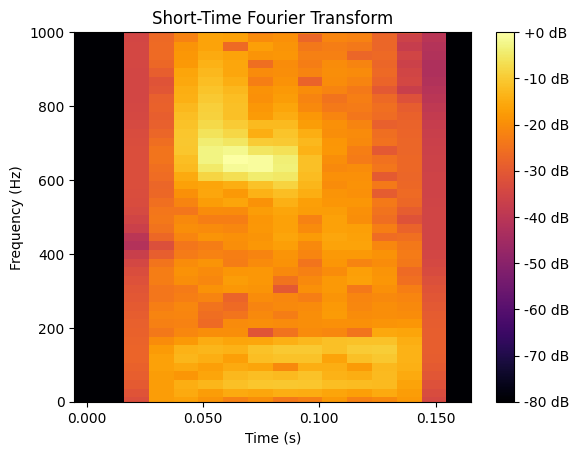 Short-Time Fourier Transform
1000
800
600
400
200
0
Frequency (Hz)
0.000
0.050
0.100
0.150
Time (s)
+0 dB
-10 dB
-20 dB
-30 dB
-40 dB
-50 dB
-60 dB
-70 dB
-80 dB